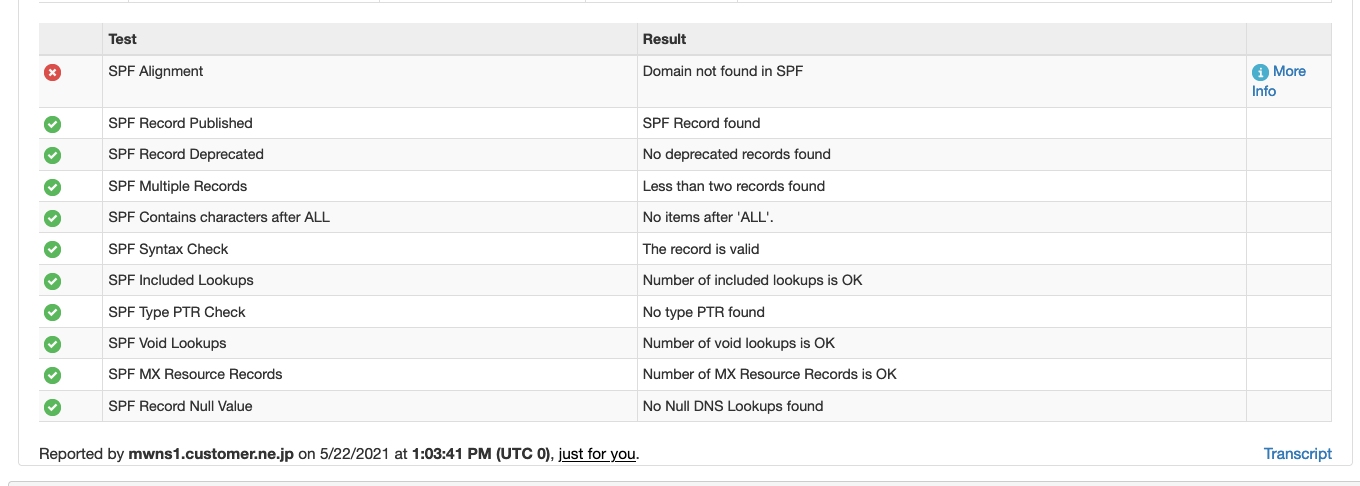 Test Result
SPF Alignment Domain not found in SPF More
Info
SPF Record Published SPF Record found
SPF Record Deprecated No deprecated records found
SPF Multiple Records Less than two records found
SPF Contains characters after ALL No items after 'ALL'.
SPF Syntax Check The record is valid
SPF Included Lookups Number of included lookups is OK
SPF Type PTR Check No type PTR found
SPF Void Lookups Number of void lookups is OK
SPF MX Resource Records Number of MX Resource Records is OK
SPF Record Null Value No Null DNS Lookups found
Reported by mwns1.customer.ne.jp on 5/22/2021 at 1:03:41 PM (UTC 0), just for you. Transcript